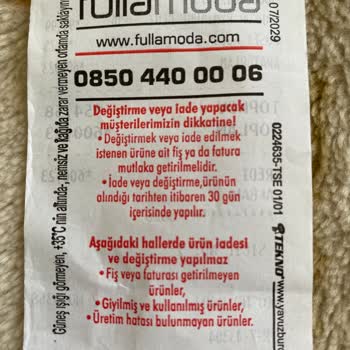 fullamoda
www.fullamoda.com
0850 440 00 06
Değiştirme veya iade yapacak
müşterilerimizin dikkatine!
• Değiştirmek veya iade edilmek
istenen ürüne ait fiş ya da fatura
mutlaka getirilmelidir.
• İade veya değiştirme,ürünün
alındığı tarihten itibaren 30 gün
içerisinde yapılır.
Aşağıdaki hallerde ürün iadesi
ve değiştirme yapılmaz
• Fiş veya faturası getirilmeyen
ürünler,
• Giyilmiş ve kullanılmış ürünler,
• Üretim hatası bulunmayan ürünler.
Güneş ışığı görmeyen, +35°C nin altında, nemsiz ve kağıda zarar vermeyen ortamda
07/2029
0224635-TSE 01/01
TEKNO